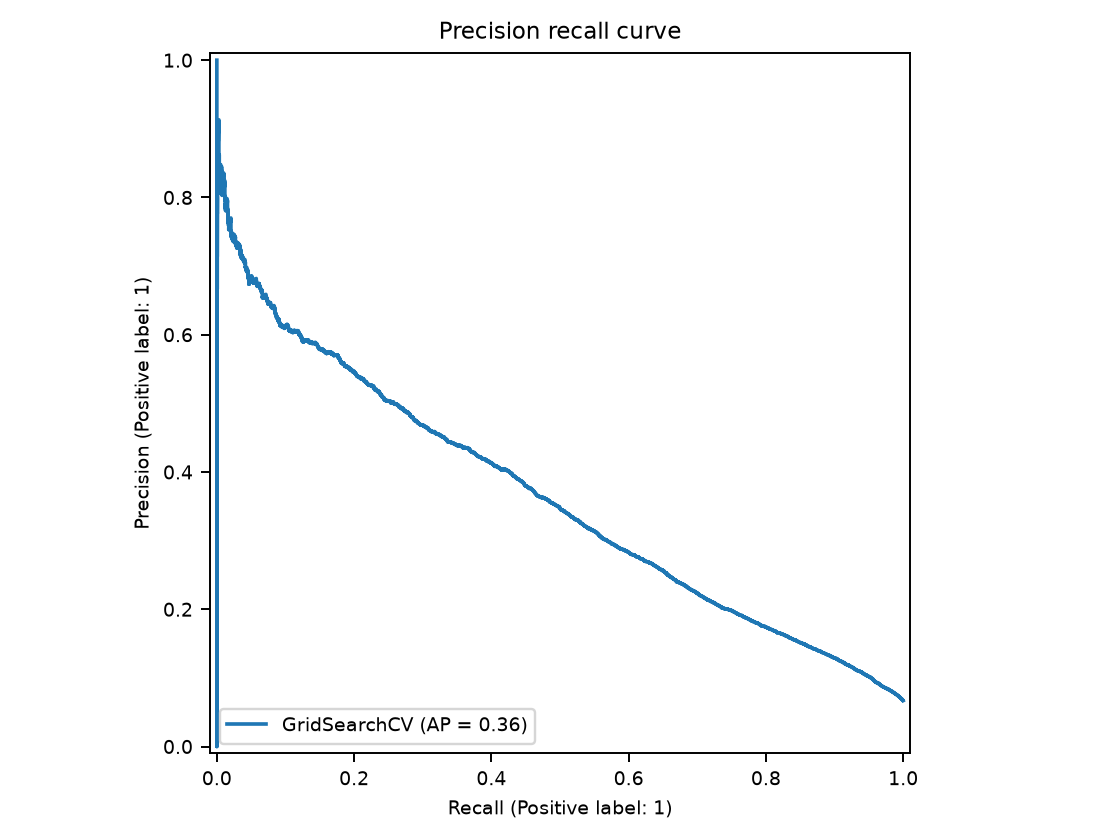 Precision recall curve
1.0
0.8
0.6
0.4
0.2
0.0
Precision (Positive label: 1)
GridSearchCV (AP = 0.36)
0.0 0.2 0.4 0.6 0.8 1.0
Recall (Positive label: 1)